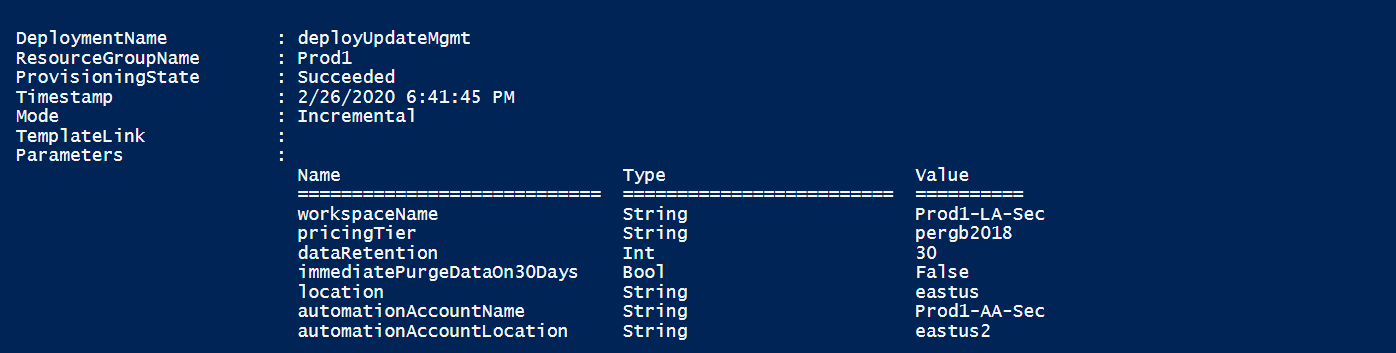 DeploymentName : deployUpdateMgmt
ResourceGroupName : Prod1
ProvisioningState : Succeeded
Timestamp : 2/26/2020 6:41:45 PM
Mode : Incremental
TemplateLink :
Parameters :
Name Type Value
============================ ========================= ==========
workspaceName String Prod1-LA-Sec
pricingTier String pergb2018
dataRetention Int 30
immediatePurgeDataOn30Days Bool False
location String eastus
automationAccountName String Prod1-AA-Sec
automationAccountLocation String eastus2